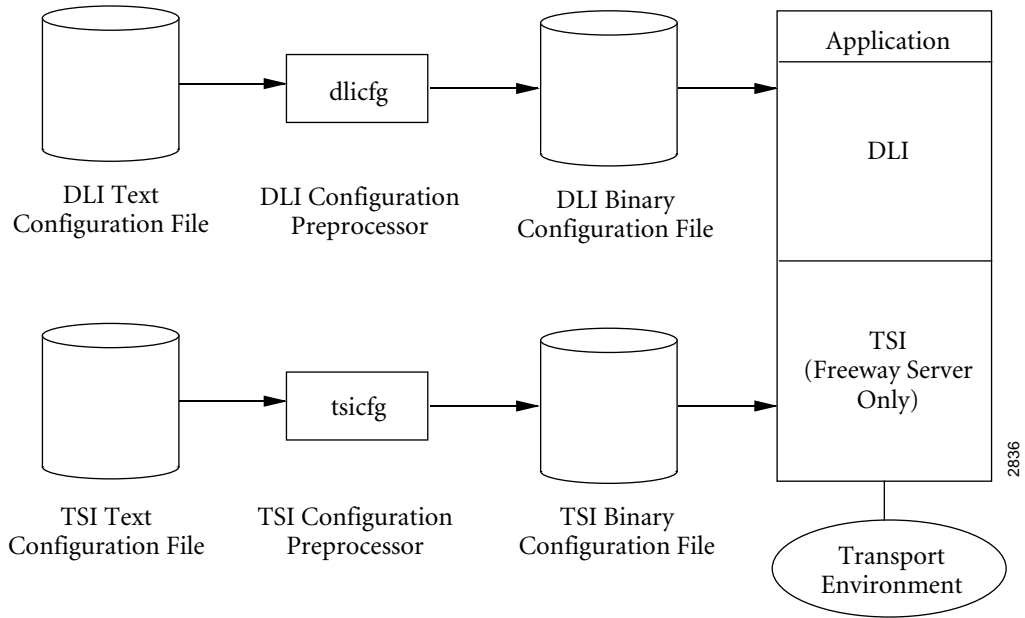 Application
dlicfg
DLI
DLI Text
Configuration File
DLI Configuration
Preprocessor
DLI Binary
Configuration File
TSI
(Freeway Server
Only)
tsicfg
2836
TSI Text
Configuration File
TSI Configuration
Preprocessor
TSI Binary
Configuration File
Transport
Environment